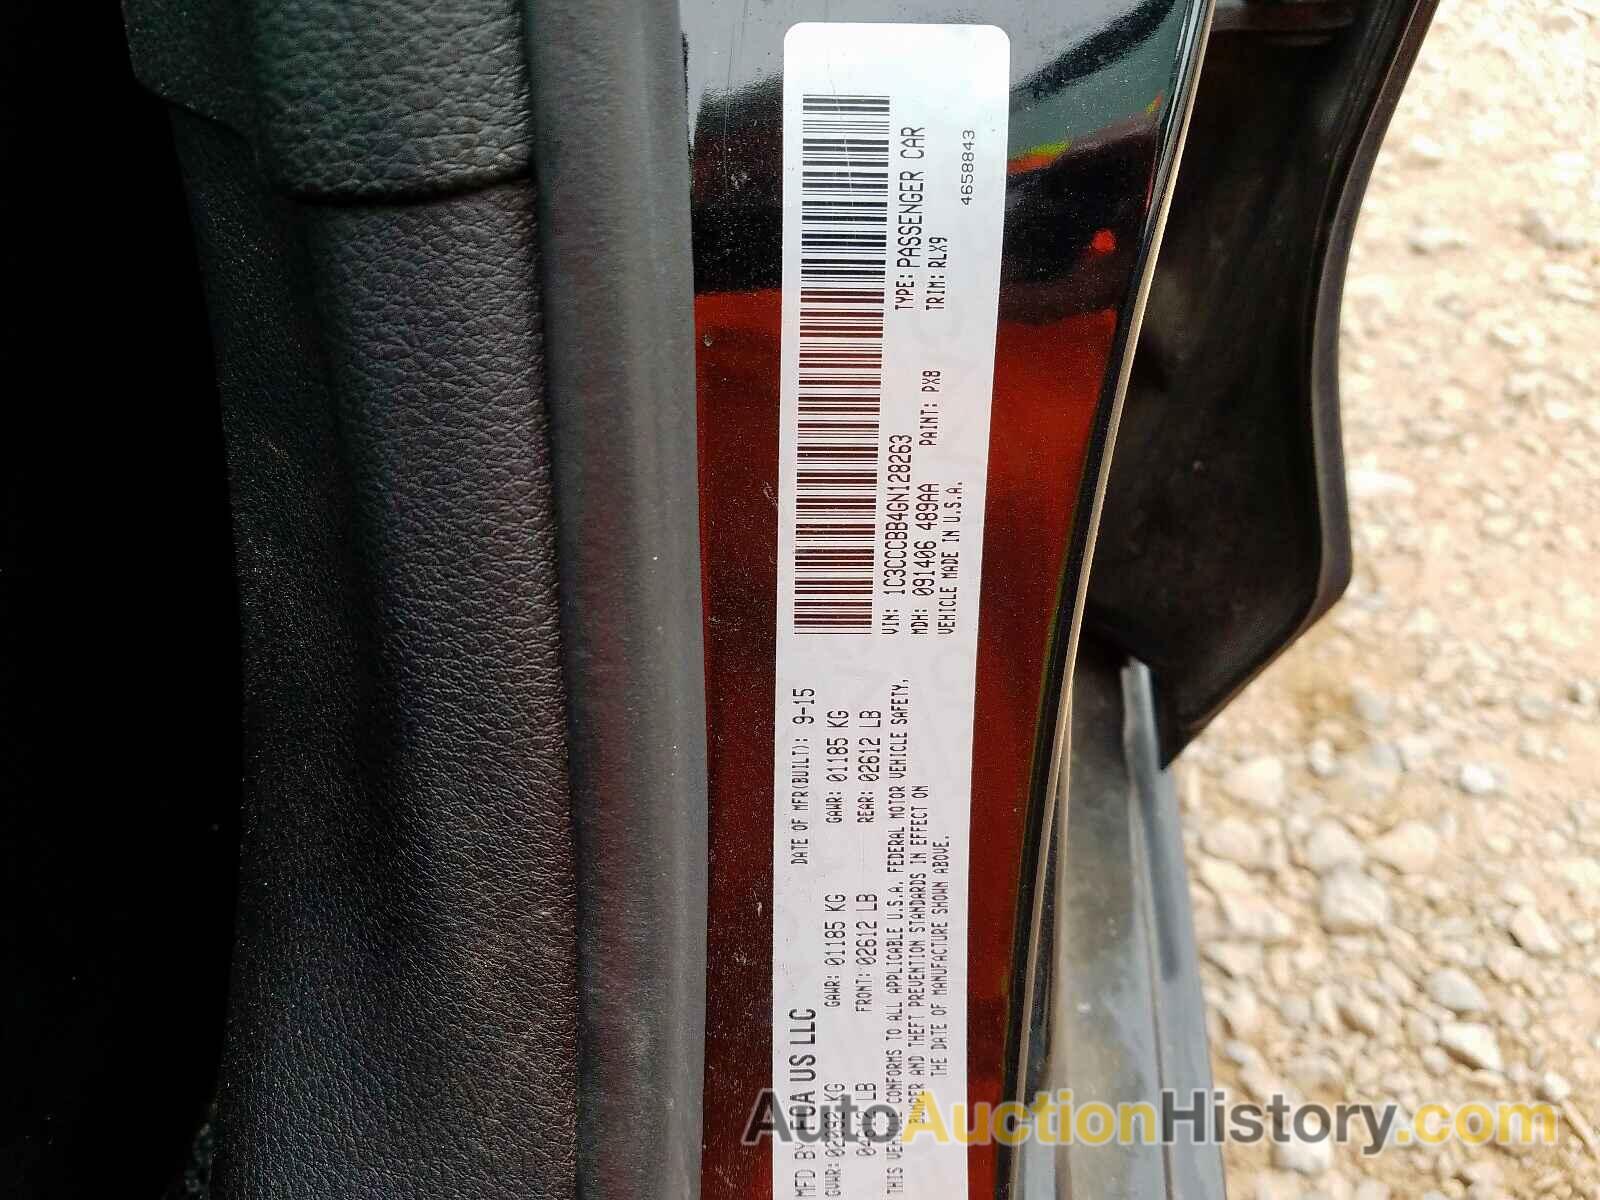 MFD BY: FCA US LLC DATE OF MFR(BUILT): 9-15
GAWR: 01185 KG GAWR: 01185 KG
LB FRONT: 02612 LB REAR: 02612 LB
THIS VEHICLE CONFORMS TO ALL APPLICABLE U.S.A. FEDERAL MOTOR VEHICLE SAFETY,
BUMPER AND THEFT PREVENTION STANDARDS IN EFFECT ON
THE DATE OF MANUFACTURE SHOWN ABOVE.
VIN: 1C3CCCBB4GN128263 TYPE: PASSENGER CAR
MDH: 091406 489AA PAINT: PX8 TRIM: RLX9
VEHICLE MADE IN U.S.A.
4658843
AutoAuctionHistory.com